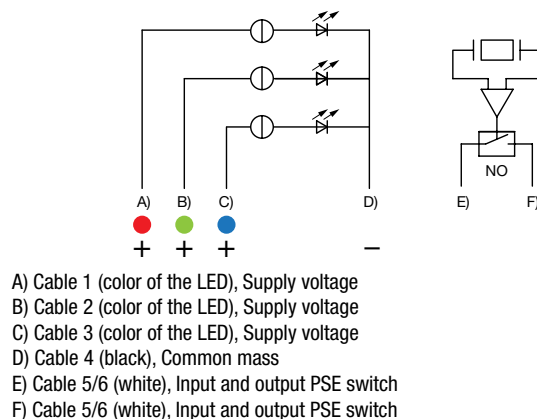 NO
A) B) C) D) E) F)
+ + + −
A) Cable 1 (color of the LED), Supply voltage
B) Cable 2 (color of the LED), Supply voltage
C) Cable 3 (color of the LED), Supply voltage
D) Cable 4 (black), Common mass
E) Cable 5/6 (white), Input and output PSE switch
F) Cable 5/6 (white), Input and output PSE switch